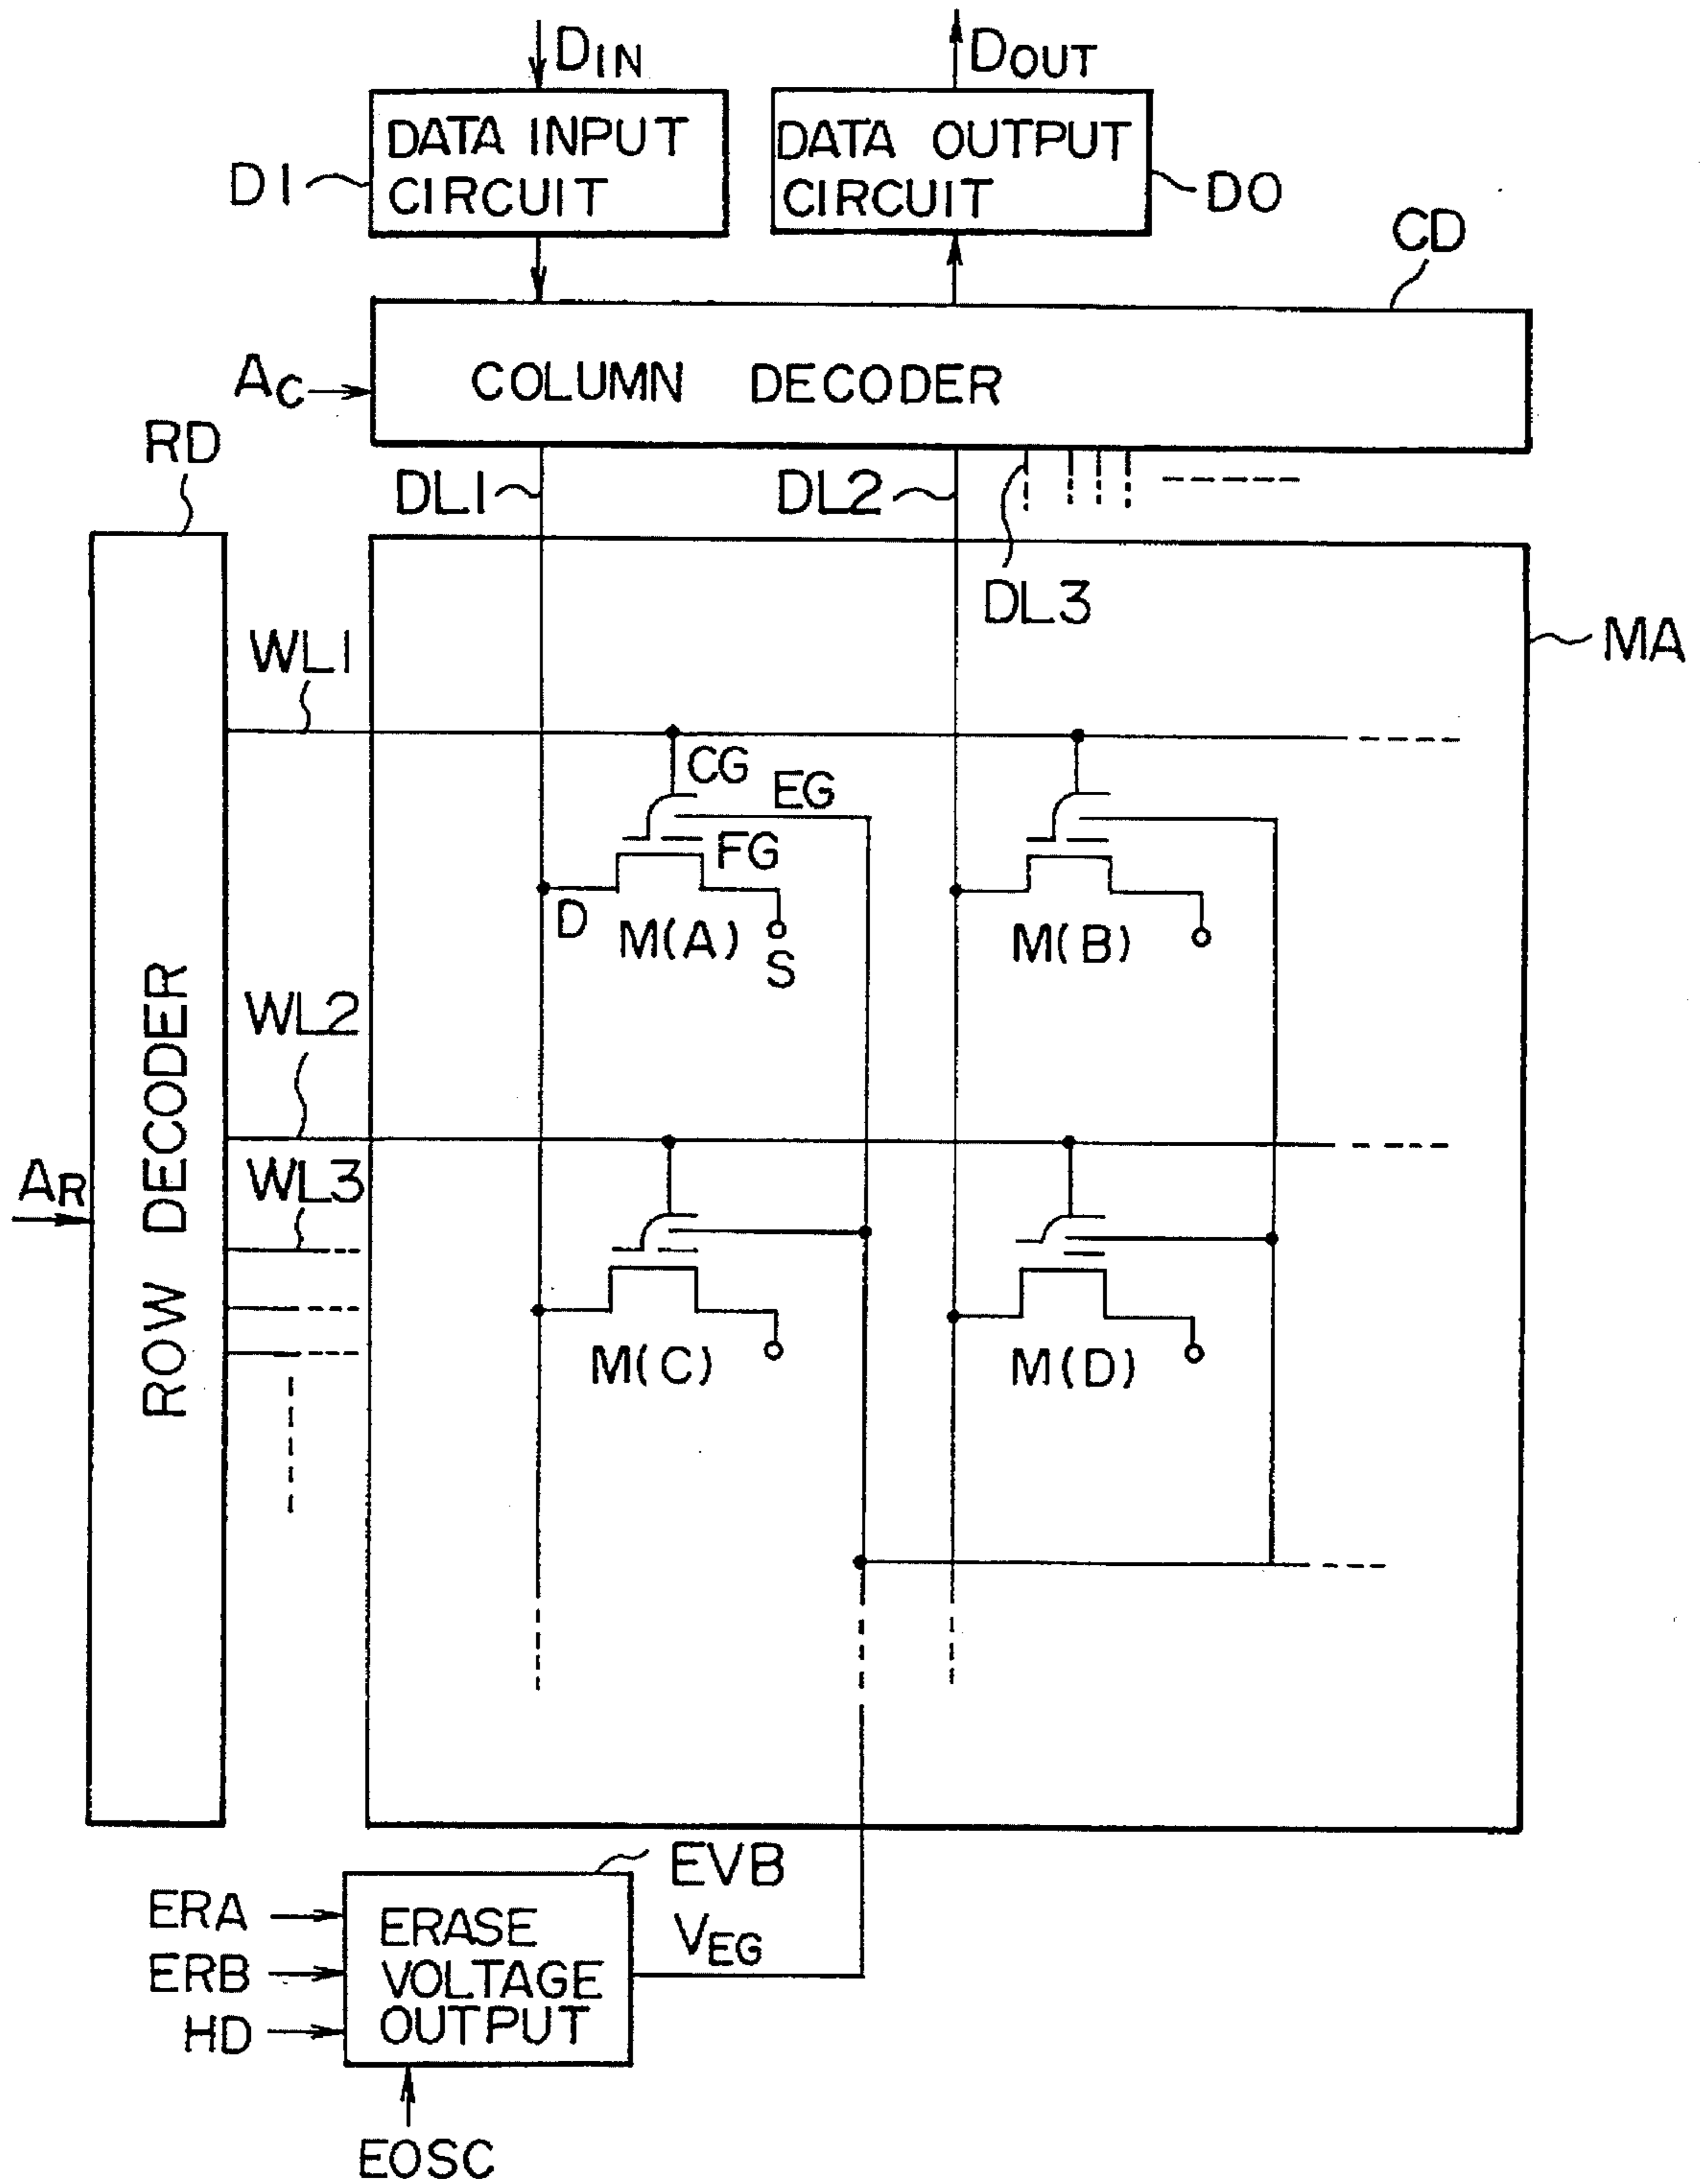 DIN
DOUT
DATA INPUT
CIRCUIT
DATA OUTPUT
CIRCUIT
DI
DO
CD
AC
COLUMN DECODER
RD
DL1
DL2
DL3
MA
WL1
CG
EG
FG
D
M(A)
S
M(B)
ROW DECODER
WL2
AR
WL3
M(C)
M(D)
EVB
ERA
ERB
HD
ERASE
VOLTAGE
OUTPUT
VEG
EOSC